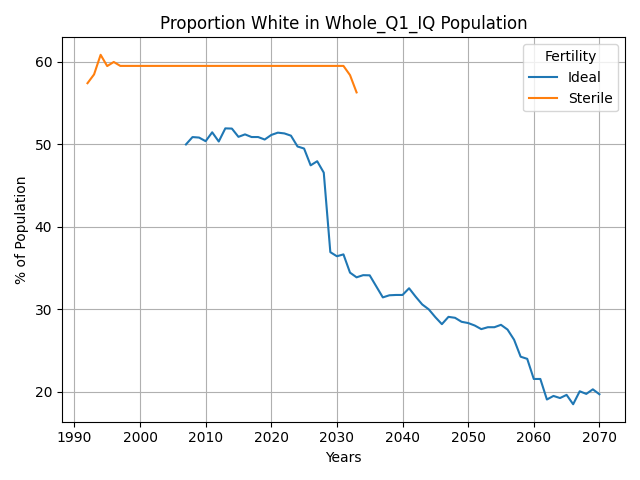 Proportion White in Whole_Q1_IQ Population
Fertility
Ideal
Sterile
% of Population
60
50
40
30
20
1990 2000 2010 2020 2030 2040 2050 2060 2070
Years